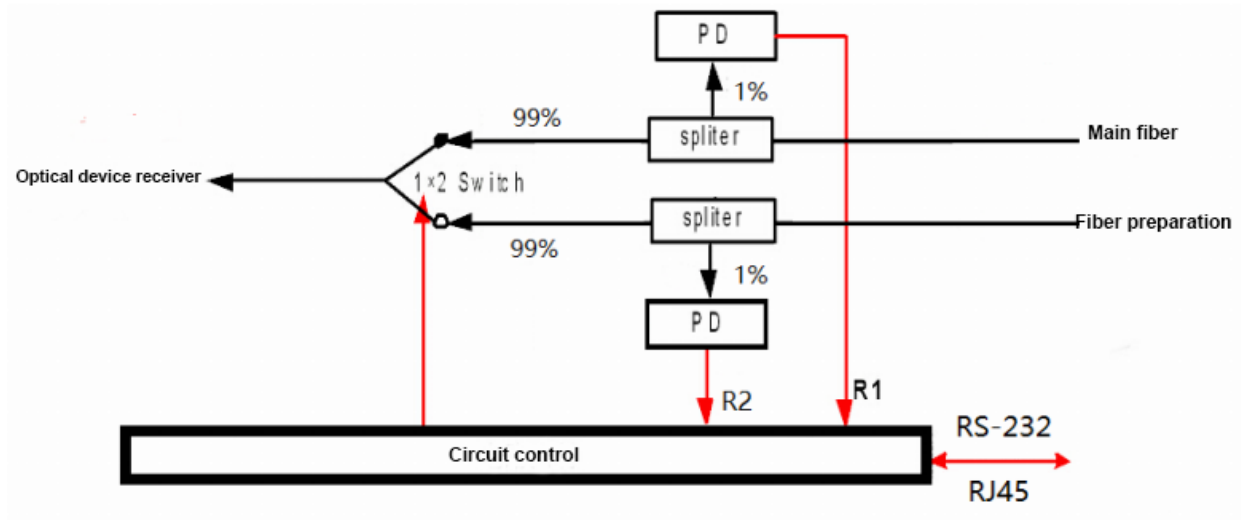 PD
1%
99%
spliter
Main fiber
Optical device receiver
1×2 Switch
spliter
Fiber preparation
99%
1%
PD
R2
R1
RS-232
Circuit control
RJ45